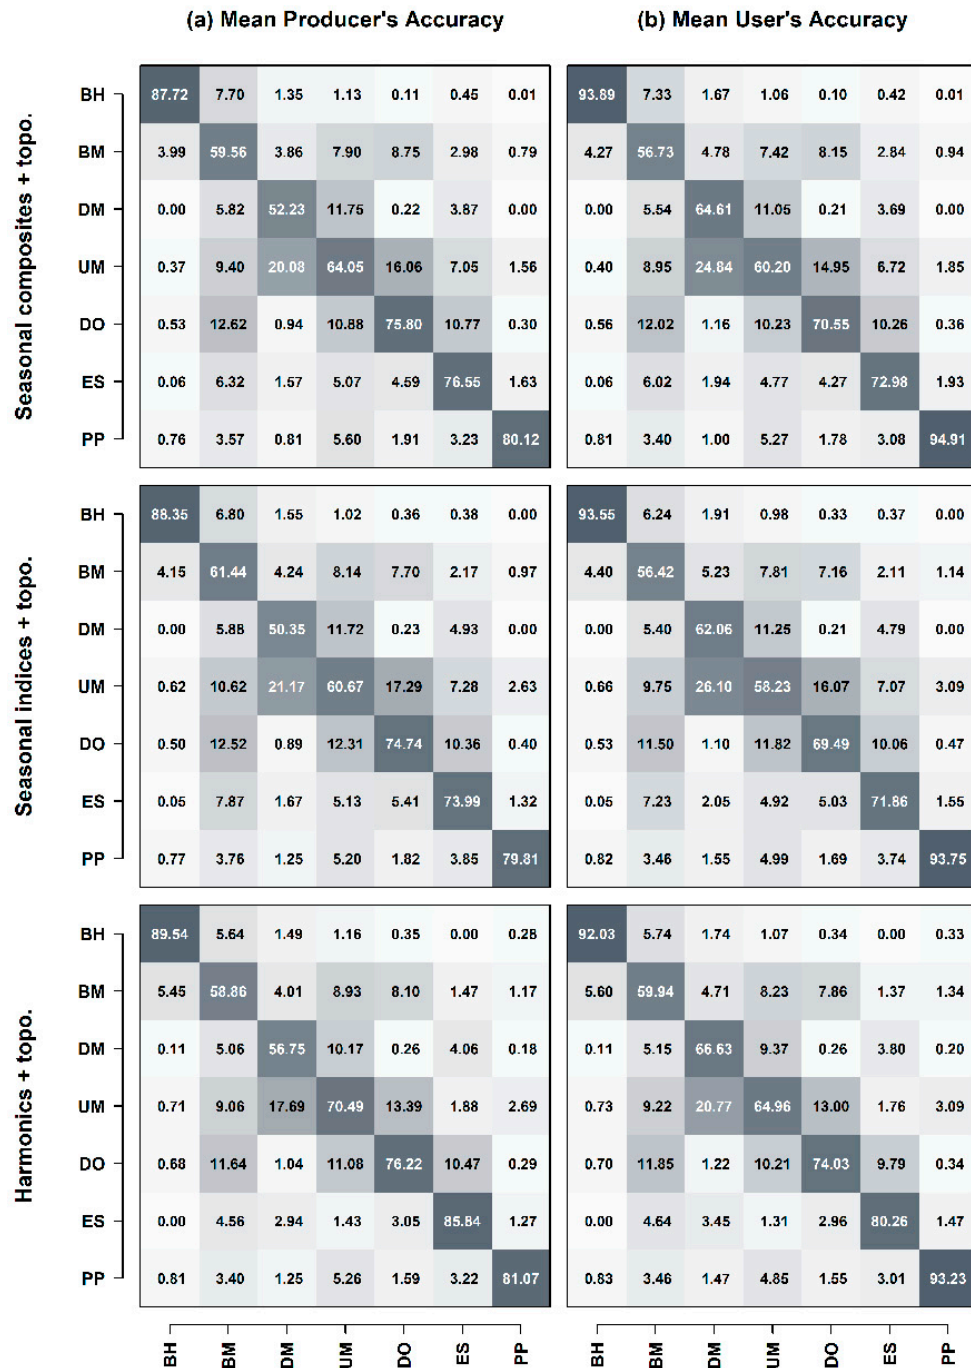 (a) Mean Producer's Accuracy (b) Mean User's Accuracy
Seasonal composites + topo.
BH 87.72 7.70 1.35 1.13 0.11 0.45 0.01 93.89 7.33 1.67 1.06 0.10 0.42 0.01
BM 3.99 59.56 3.86 7.90 8.75 2.98 0.79 4.27 56.73 4.78 7.42 8.15 2.84 0.94
DM 0.00 5.82 52.23 11.75 0.22 3.87 0.00 0.00 5.54 64.61 11.05 0.21 3.69 0.00
UM 0.37 9.40 20.08 64.05 16.06 7.05 1.56 0.40 8.95 24.84 60.20 14.95 6.72 1.85
DO 0.53 12.62 0.94 10.88 75.80 10.77 0.30 0.56 12.02 1.16 10.23 70.55 10.26 0.36
ES 0.06 6.32 1.57 5.07 4.59 76.55 1.63 0.06 6.02 1.94 4.77 4.27 72.98 1.93
PP 0.76 3.57 0.81 5.60 1.91 3.23 80.12 0.81 3.40 1.00 5.27 1.78 3.08 94.91
Seasonal indices + topo.
BH 88.35 6.80 1.55 1.02 0.36 0.38 0.00 93.55 6.24 1.91 0.98 0.33 0.37 0.00
BM 4.15 61.44 4.24 8.14 7.70 2.17 0.97 4.40 56.42 5.23 7.81 7.16 2.11 1.14
DM 0.00 5.88 50.35 11.72 0.23 4.93 0.00 0.00 5.40 62.06 11.25 0.21 4.79 0.00
UM 0.62 10.62 21.17 60.67 17.29 7.28 2.63 0.66 9.75 26.10 58.23 16.07 7.07 3.09
DO 0.50 12.52 0.89 12.31 74.74 10.36 0.40 0.53 11.50 1.10 11.82 69.49 10.06 0.47
ES 0.05 7.87 1.67 5.13 5.41 73.99 1.32 0.05 7.23 2.05 4.92 5.03 71.86 1.55
PP 0.77 3.76 1.25 5.20 1.82 3.85 79.81 0.82 3.46 1.55 4.99 1.69 3.74 93.75
Harmonics + topo.
BH 89.54 5.64 1.49 1.16 0.35 0.00 0.28 92.03 5.74 1.74 1.07 0.34 0.00 0.33
BM 5.45 58.86 4.01 8.93 8.10 1.47 1.17 5.60 59.94 4.71 8.23 7.86 1.37 1.34
DM 0.11 5.06 56.75 10.17 0.26 4.06 0.18 0.11 5.15 66.63 9.37 0.26 3.80 0.20
UM 0.71 9.06 17.69 70.49 13.39 1.88 2.69 0.73 9.22 20.77 64.96 13.00 1.76 3.09
DO 0.68 11.64 1.04 11.08 76.22 10.47 0.29 0.70 11.85 1.22 10.21 74.03 9.79 0.34
ES 0.00 4.56 2.94 1.43 3.05 85.84 1.27 0.00 4.64 3.45 1.31 2.96 80.26 1.47
PP 0.81 3.40 1.25 5.26 1.59 3.22 81.07 0.83 3.46 1.47 4.85 1.55 3.01 93.23
BH BM DM UM DO ES PP BH BM DM UM DO ES PP